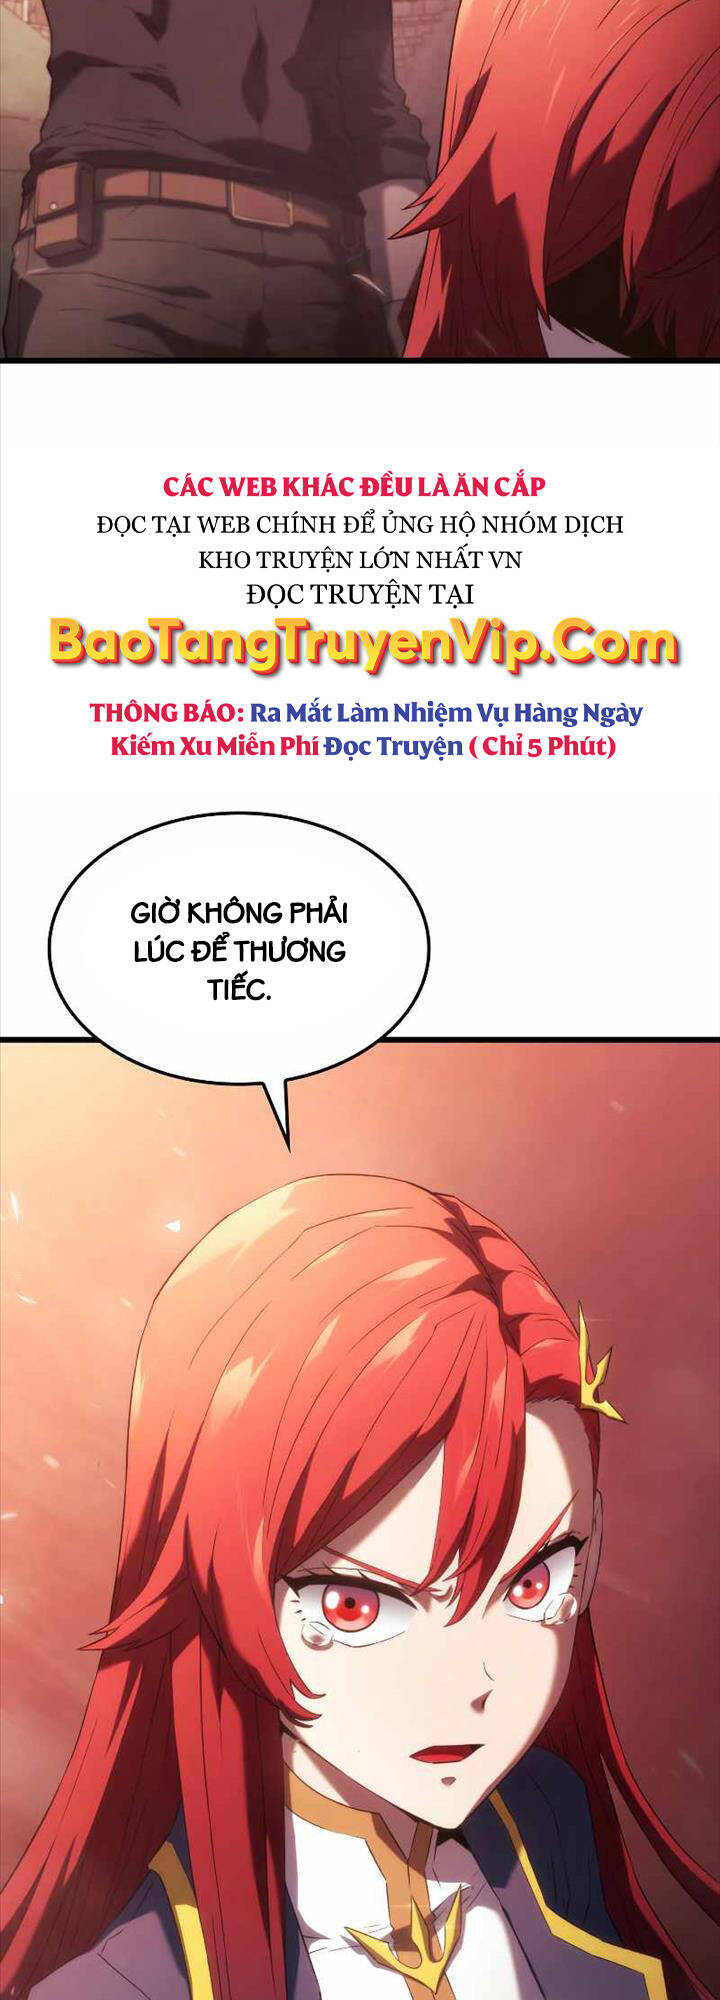 CÁC WEB KHÁC ĐỀU LÀ ĂN CẮP
ĐỌC TẠI WEB CHÍNH ĐỂ ỦNG HỘ NHÓM DỊCH
KHO TRUYỆN LỚN NHẤT VN
ĐỌC TRUYỆN TẠI
BaoTangTruyenVip.Com
THÔNG BÁO: Ra Mắt Làm Nhiệm Vụ Hàng Ngày
Kiếm Xu Miễn Phí Đọc Truyện ( Chỉ 5 Phút)
GIỜ KHÔNG PHẢI
LÚC ĐỂ THƯƠNG
TIẾC.